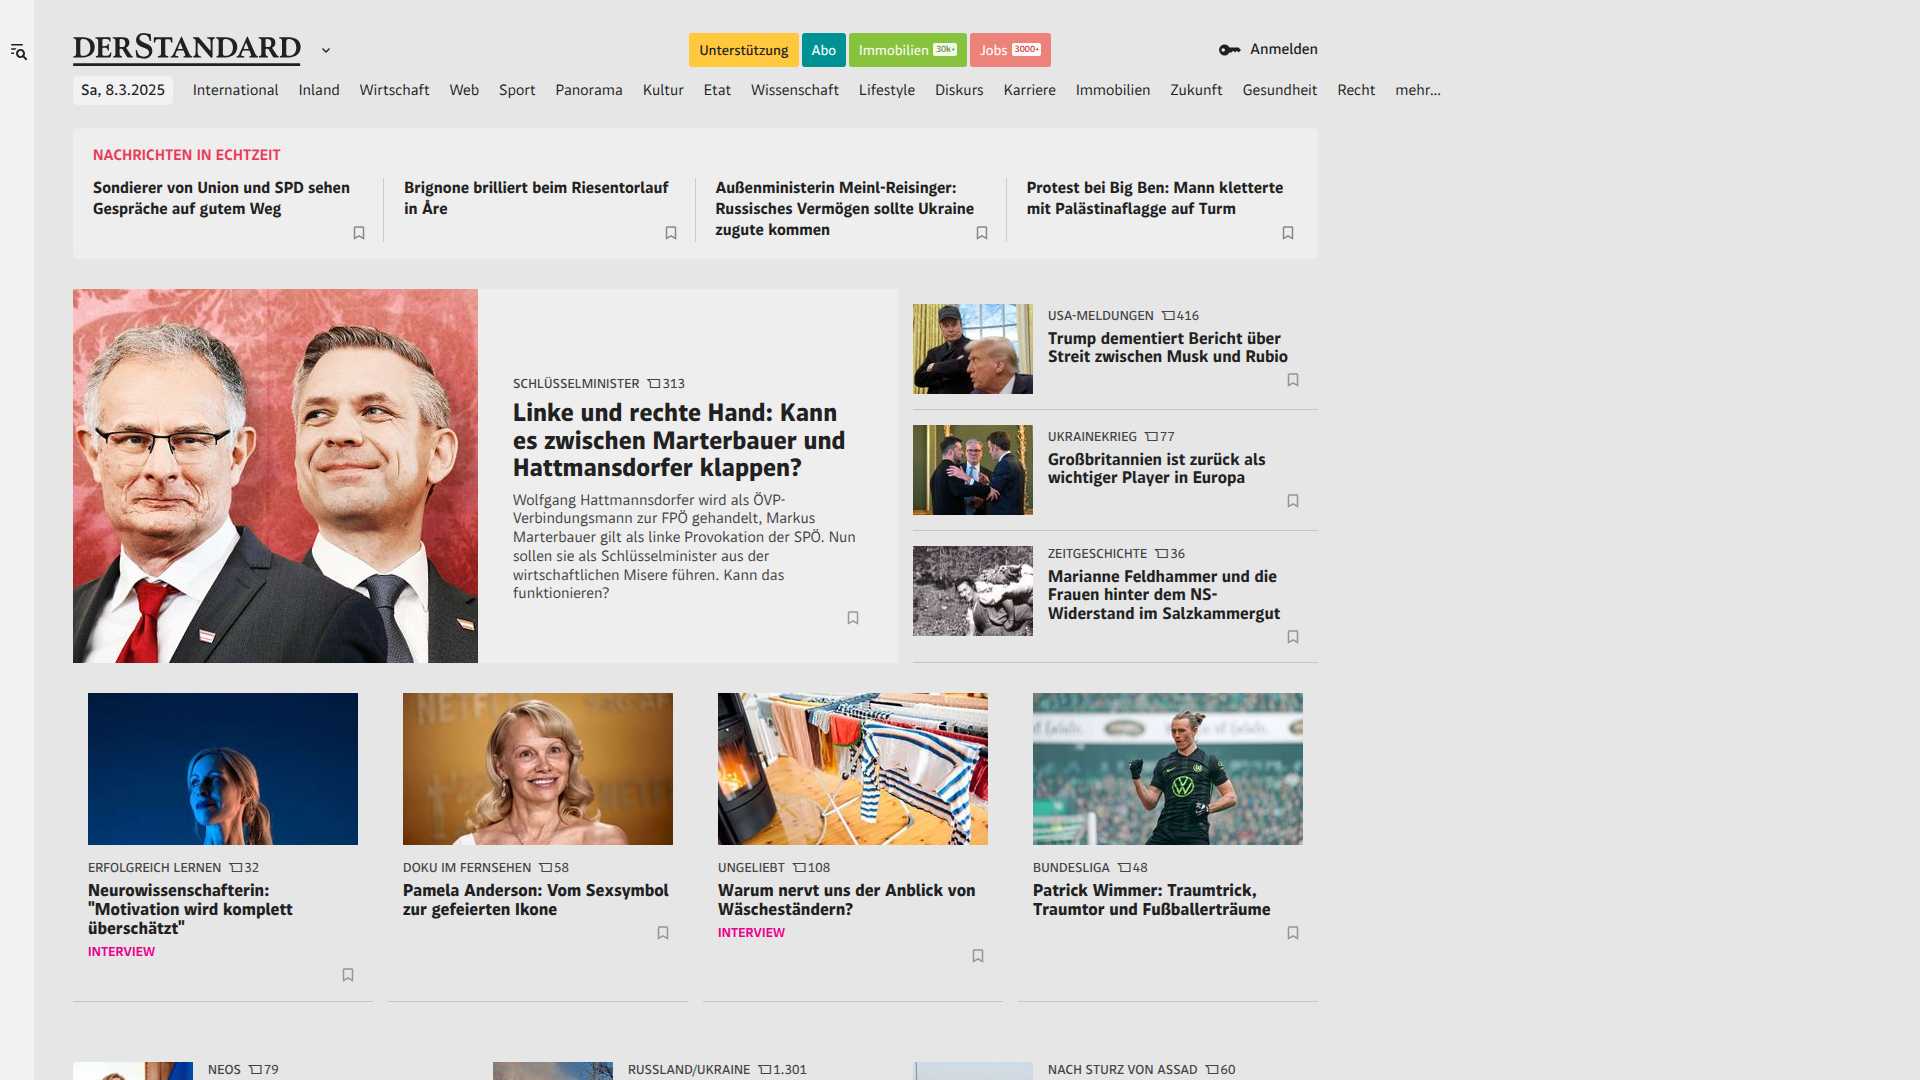 DERSTANDARD
Unterstützung
Abo
Immobilien 30k+
Jobs 3000+
Anmelden
Sa, 8.3.2025
International
Inland
Wirtschaft
Web
Sport
Panorama
Kultur
Etat
Wissenschaft
Lifestyle
Diskurs
Karriere
Immobilien
Zukunft
Gesundheit
Recht
mehr...
NACHRICHTEN IN ECHTZEIT
Sondierer von Union und SPD sehen
Gespräche auf gutem Weg
Brignone brilliert beim Riesentorlauf
in Åre
Außenministerin Meinl-Reisinger:
Russisches Vermögen sollte Ukraine
zugute kommen
Protest bei Big Ben: Mann kletterte
mit Palästinaflagge auf Turm
SCHLÜSSELMINISTER 313
Linke und rechte Hand: Kann
es zwischen Marterbauer und
Hattmansdorfer klappen?
Wolfgang Hattmannsdorfer wird als ÖVP-
Verbindungsmann zur FPÖ gehandelt, Markus
Marterbauer gilt als linke Provokation der SPÖ. Nun
sollen sie als Schlüsselminister aus der
wirtschaftlichen Misere führen. Kann das
funktionieren?
USA-MELDUNGEN 416
Trump dementiert Bericht über
Streit zwischen Musk und Rubio
UKRAINEKRIEG 77
Großbritannien ist zurück als
wichtiger Player in Europa
ZEITGESCHICHTE 36
Marianne Feldhammer und die
Frauen hinter dem NS-
Widerstand im Salzkammergut
ERFOLGREICH LERNEN 32
Neurowissenschafterin:
"Motivation wird komplett
überschätzt"
INTERVIEW
NETFLIX
DOKU IM FERNSEHEN 58
Pamela Anderson: Vom Sexsymbol
zur gefeierten Ikone
UNGELIEBT 108
Warum nervt uns der Anblick von
Wäscheständern?
INTERVIEW
BUNDESLIGA 48
Patrick Wimmer: Traumtrick,
Traumtor und Fußballerträume
NEOS 79
RUSSLAND/UKRAINE 1.301
NACH STURZ VON ASSAD 60